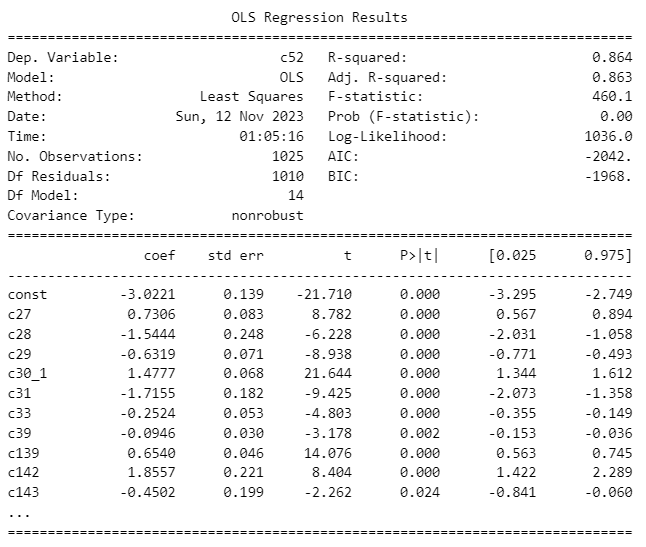 OLS Regression Results
==============================================================================
Dep. Variable: c52 R-squared: 0.864
Model: OLS Adj. R-squared: 0.863
Method: Least Squares F-statistic: 460.1
Date: Sun, 12 Nov 2023 Prob (F-statistic): 0.00
Time: 01:05:16 Log-Likelihood: 1036.0
No. Observations: 1025 AIC: -2042.
Df Residuals: 1010 BIC: -1968.
Df Model: 14
Covariance Type: nonrobust
==============================================================================
coef std err t P>|t| [0.025 0.975]
------------------------------------------------------------------------------
const -3.0221 0.139 -21.710 0.000 -3.295 -2.749
c27 0.7306 0.083 8.782 0.000 0.567 0.894
c28 -1.5444 0.248 -6.228 0.000 -2.031 -1.058
c29 -0.6319 0.071 -8.938 0.000 -0.771 -0.493
c30_1 1.4777 0.068 21.644 0.000 1.344 1.612
c31 -1.7155 0.182 -9.425 0.000 -2.073 -1.358
c33 -0.2524 0.053 -4.803 0.000 -0.355 -0.149
c39 -0.0946 0.030 -3.178 0.002 -0.153 -0.036
c139 0.6540 0.046 14.076 0.000 0.563 0.745
c142 1.8557 0.221 8.404 0.000 1.422 2.289
c143 -0.4502 0.199 -2.262 0.024 -0.841 -0.060
...
==============================================================================